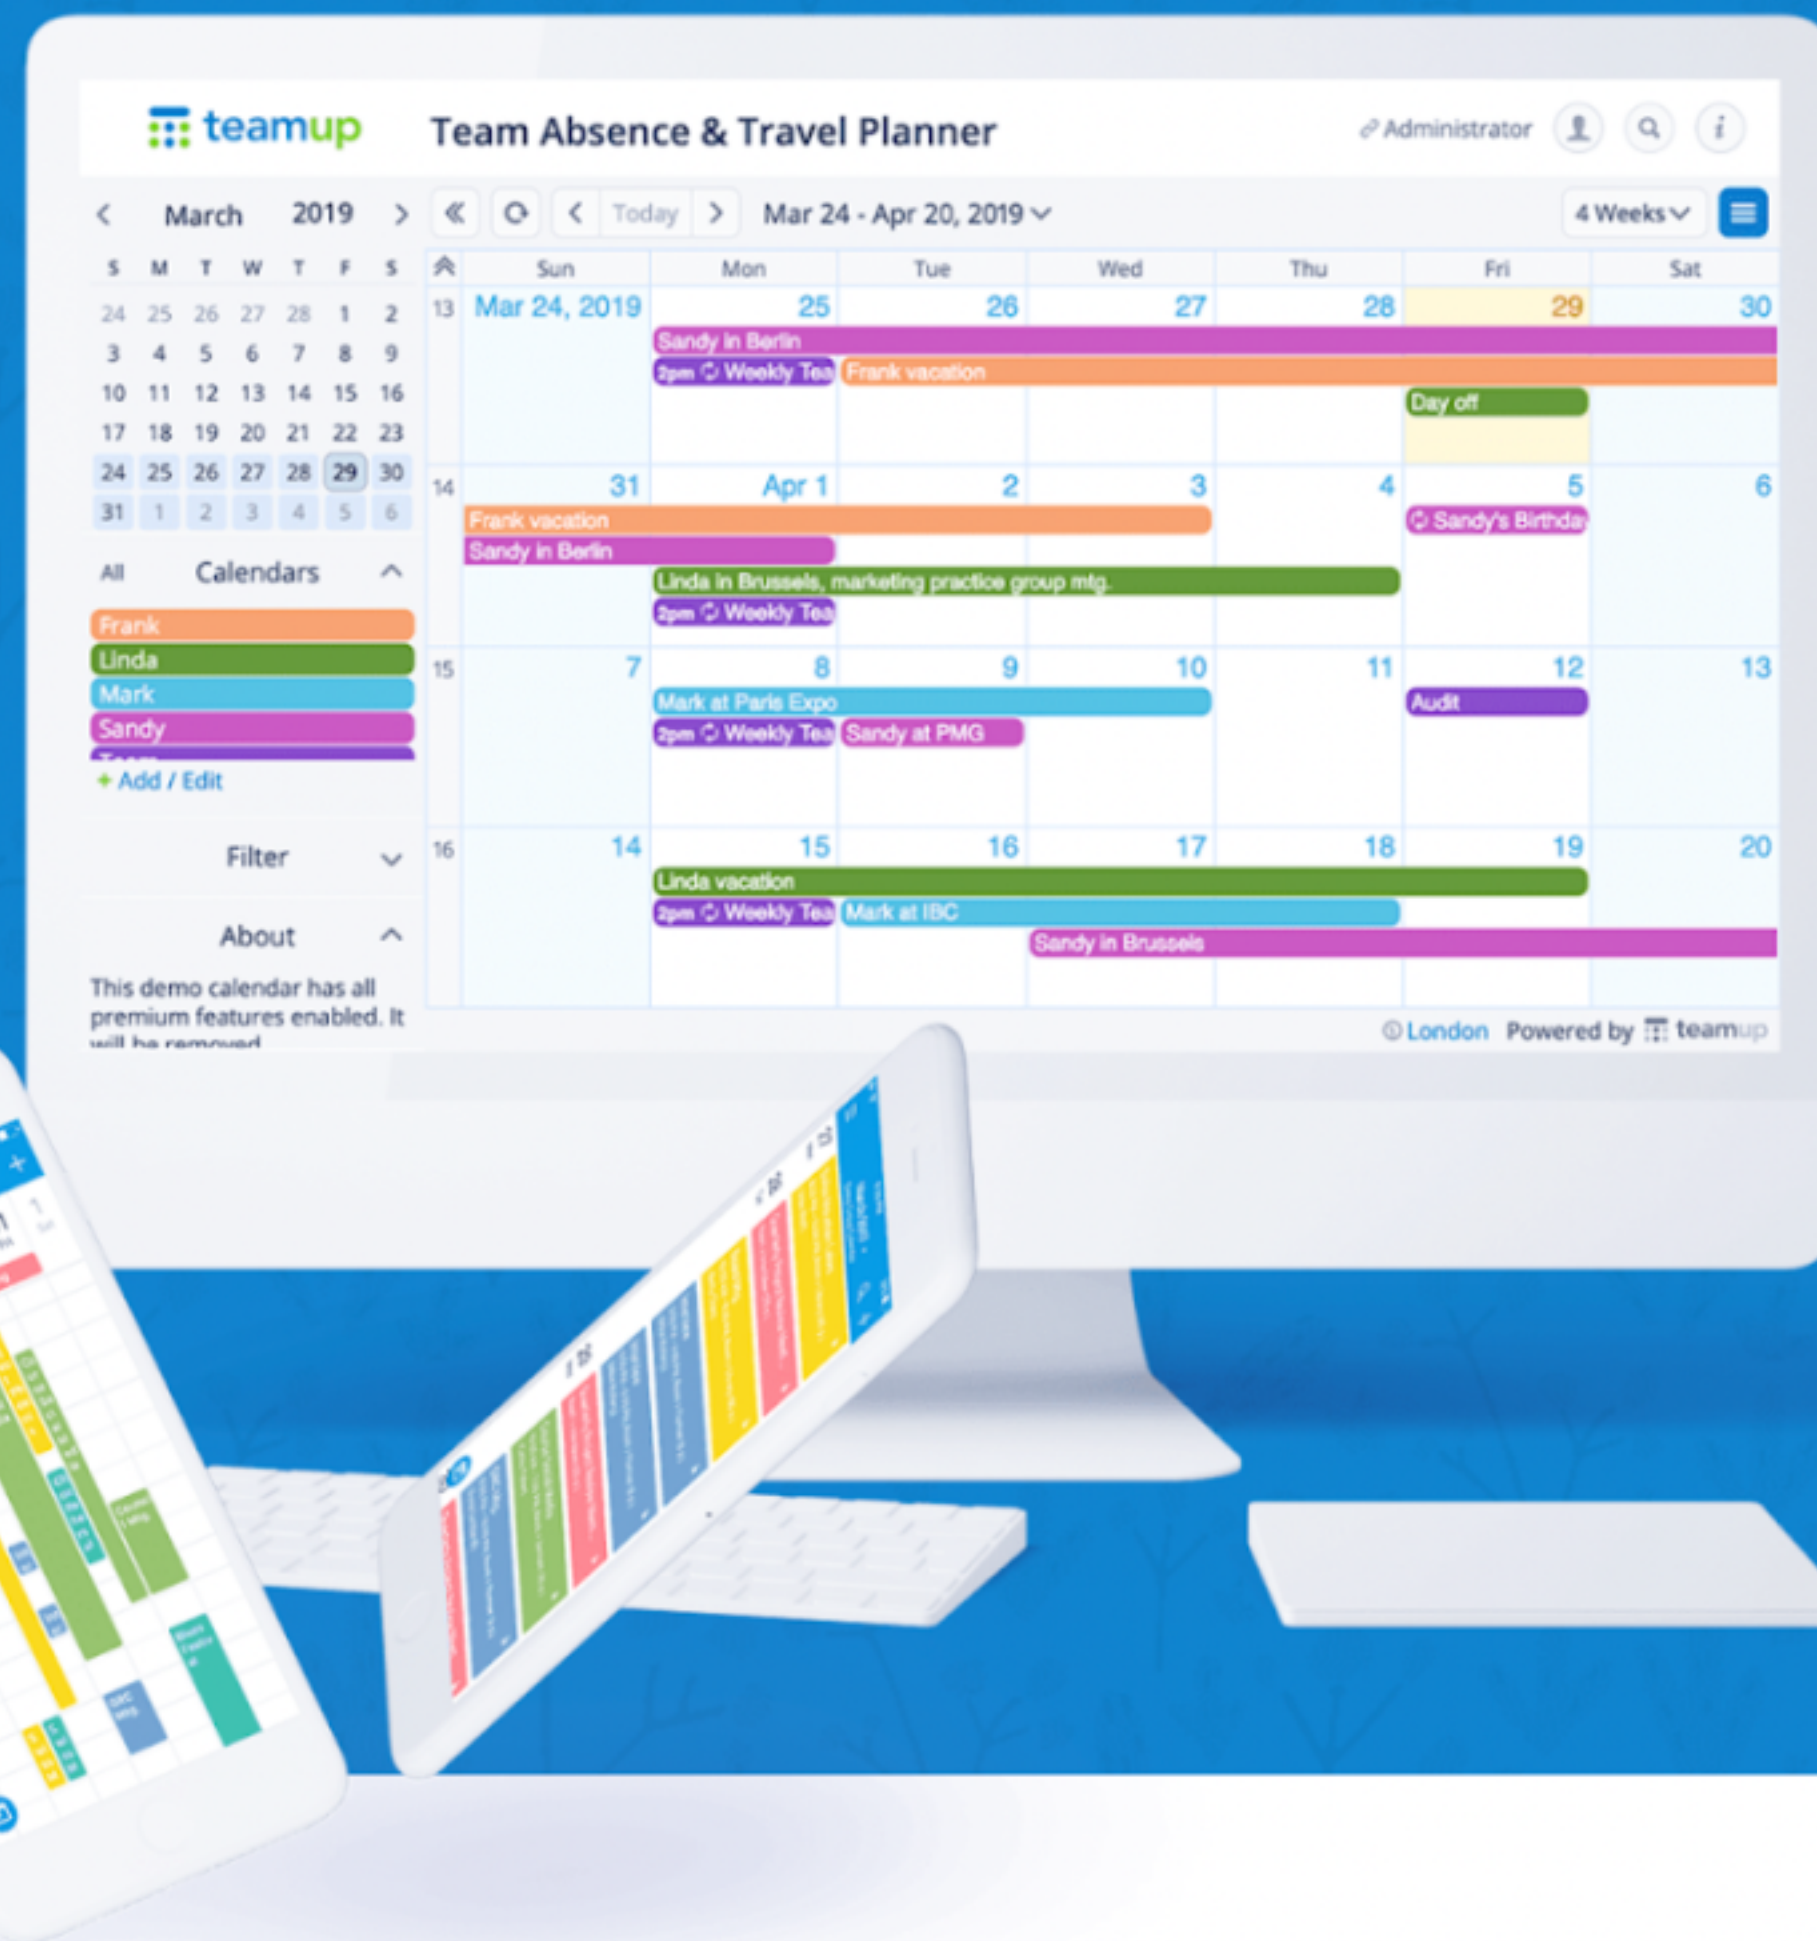 teamup Team Absence & Travel Planner Administrator i
March 2019 Today Mar 24 - Apr 20, 2019 4 Weeks
S M T W T F S Sun Mon Tue Wed Thu Fri Sat
24 25 26 27 28 1 2
3 4 5 6 7 8 9
10 11 12 13 14 15 16
17 18 19 20 21 22 23
24 25 26 27 28 29 30
31 1 2 3 4 5 6
All Calendars
Frank
Linda
Mark
Sandy
+ Add / Edit
Filter
About
This demo calendar has all
premium features enabled. It
will be removed
13 Mar 24, 2019 25 26 27 28 29 30
Sandy in Berlin
2pm Weekly Tea Frank vacation
Day off
14 31 Apr 1 2 3 4 5 6
Frank vacation Sandy's Birthday
Sandy in Berlin
Linda in Brussels, marketing practice group mtg.
2pm Weekly Tea
15 7 8 9 10 11 12 13
Mark at Paris Expo Audit
2pm Weekly Tea Sandy at PMG
16 14 15 16 17 18 19 20
Linda vacation
2pm Weekly Tea Mark at IBC
Sandy in Brussels
London Powered by teamup